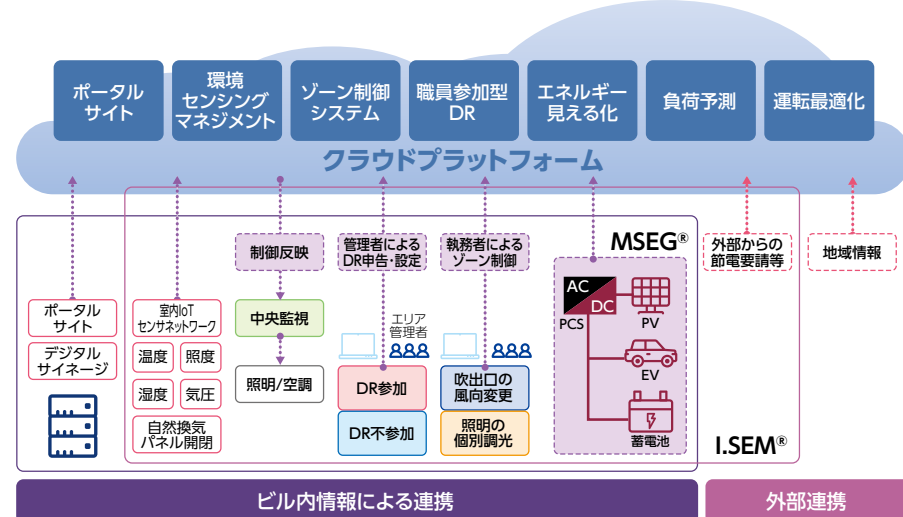 ポータル
サイト
環境
センシング
マネジメント
ゾーン制御
システム
職員参加型
DR
エネルギー
見える化
負荷予測
運転最適化
クラウドプラットフォーム
制御反映
管理者による
DR申告・設定
執務者による
ゾーン制御
MSEG®
外部からの
節電要請等
地域情報
ポータル
サイト
デジタル
サイネージ
室内IoT
センサネットワーク
温度
照度
湿度
気圧
自然換気
パネル開閉
中央監視
照明/空調
エリア
管理者
DR参加
DR不参加
吹出口の
風向変更
照明の
個別調光
AC
DC
PCS
PV
EV
蓄電池
I.SEM®
ビル内情報による連携
外部連携